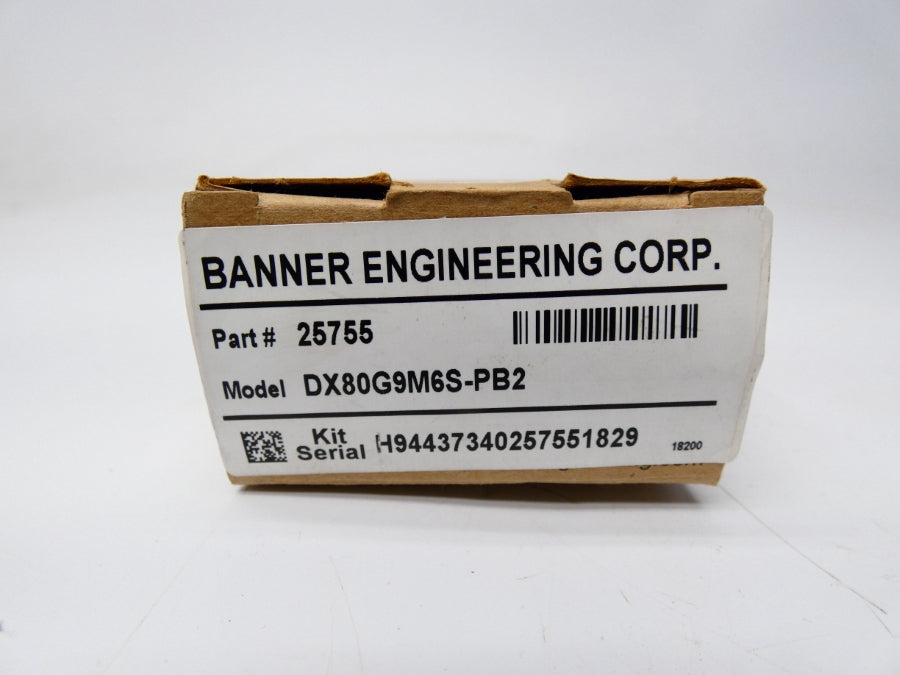 BANNER ENGINEERING CORP.
Part # 25755
Model DX80G9M6S-PB2
Kit
Serial H94437340257551829
18200